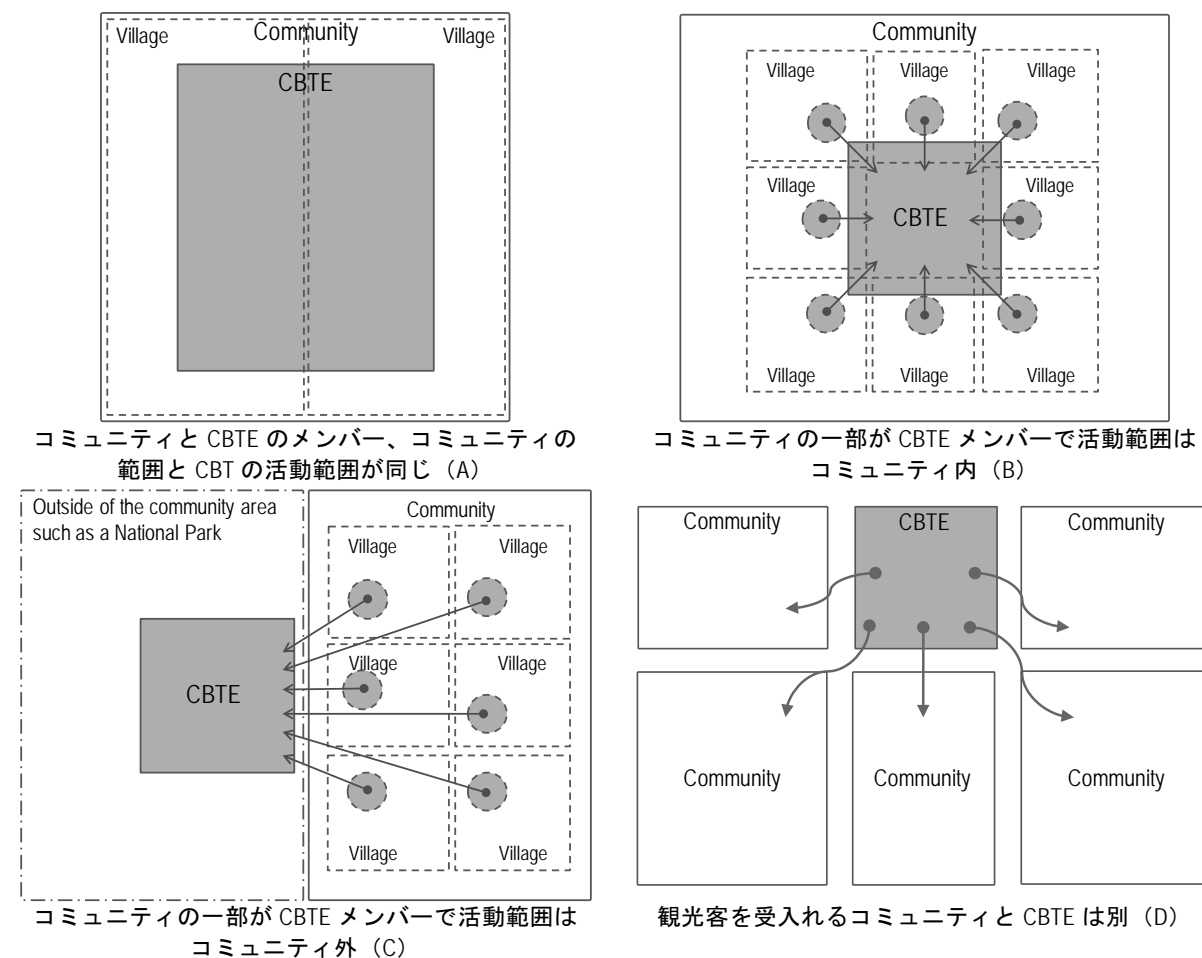 Village
Community
Village
CBTE
コミュニティと CBTE のメンバー、コミュニティの
範囲と CBT の活動範囲が同じ（A）
Community
Village
Village
Village
Village
CBTE
Village
Village
Village
Village
コミュニティの一部が CBTE メンバーで活動範囲は
コミュニティ内（B）
Outside of the community area
such as a National Park
Community
Village
Village
Village
Village
CBTE
Village
Village
コミュニティの一部が CBTE メンバーで活動範囲は
コミュニティ外（C）
Community
CBTE
Community
Community
Community
Community
観光客を受入れるコミュニティと CBTE は別（D）